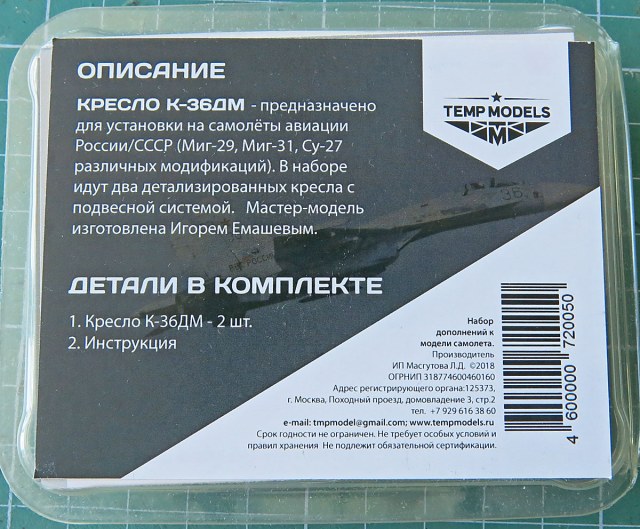 ОПИСАНИЕ
TEMP MODELS
M
КРЕСЛО К-36ДМ - предназначено
для установки на самолёты авиации
России/СССР (Миг-29, Миг-31, Су-27
различных модификаций). В наборе
идут два детализированных кресла с
подвесной системой. Мастер-модель
изготовлена Игорем Емашевым.
36
ДЕТАЛИ В КОМПЛЕКТЕ
1. Кресло К-36ДМ - 2 шт.
2. Инструкция
Набор
дополнений к
модели самолета.
Производитель
ИП Масгутова Л.Д. ©2018
ОГРНИП 318774600460160
Адрес регистрирующего органа:125373,
г. Москва, Походный проезд, домовладение 3, стр.2
тел. +7 929 616 38 60
e-mail: tmpmodel@gmail.com; www.tempmodels.ru
Срок годности не ограничен. Не требует особых условий и
правил хранения Не подлежит обязательной сертификации.
4 600000 720050